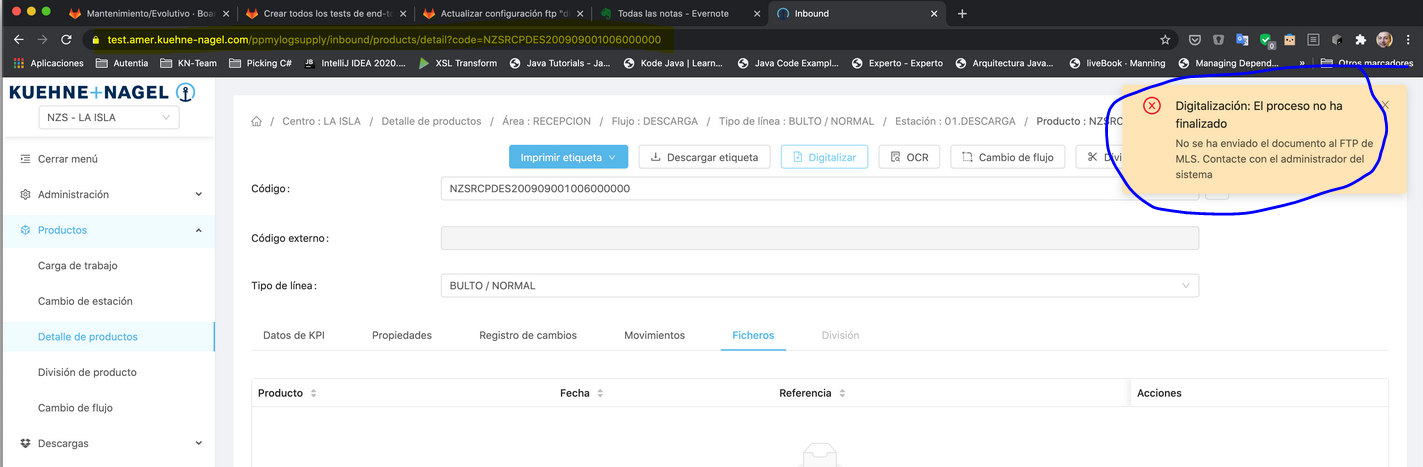 Mantenimiento/Evolutivo · Boar
Crear todos los tests de end-to
Actualizar configuración ftp "d
Todas las notas - Evernote
Inbound
test.amer.kuehne-nagel.com/ppmylogsupply/inbound/products/detail?code=NZSRCPDES200909001006000000
Aplicaciones
Autentia
KN-Team
Picking C#
IntelliJ IDEA 2020....
XSL Transform
Java Tutorials - Ja...
Kode Java | Learn...
Java Code Exampl...
Experto - Experto
Arquitectura Java...
liveBook · Manning
Managing Depend...
»
Otros marcadores
KUEHNE+NAGEL
NZS - LA ISLA
Cerrar menú
Administración
Productos
Carga de trabajo
Cambio de estación
Detalle de productos
División de producto
Cambio de flujo
Descargas
/ Centro : LA ISLA / Detalle de productos / Área : RECEPCION / Flujo : DESCARGA / Tipo de línea : BULTO / NORMAL / Estación : 01.DESCARGA / Producto : NZSRC
Imprimir etiqueta
Descargar etiqueta
Digitalizar
OCR
Cambio de flujo
Divi
Digitalización: El proceso no ha
finalizado
No se ha enviado el documento al FTP de
MLS. Contacte con el administrador del
sistema
Código :
NZSRCPDES200909001006000000
Código externo :
Tipo de línea :
BULTO / NORMAL
Datos de KPI
Propiedades
Registro de cambios
Movimientos
Ficheros
División
Producto
Fecha
Referencia
Acciones